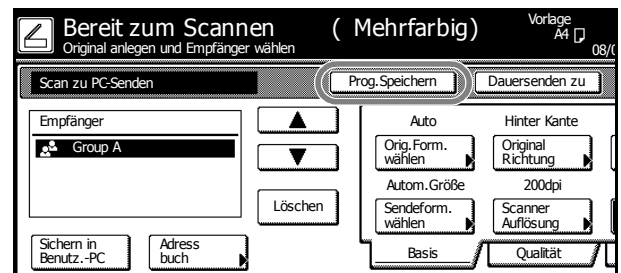 Bereit zum Scannen ( Mehrfarbig)
Original anlegen und Empfänger wählen
Vorlage
A4
08/0
Scan zu PC-Senden
Prog.Speichern
Dauersenden zu
Empfänger
Group A
Löschen
Sichern in
Benutz.-PC
Adress
buch
Auto
Hinter Kante
Orig.Form.
wählen
Original
Richtung
Autom.Größe
200dpi
Sendeform.
wählen
Scanner
Auflösung
Basis
Qualität